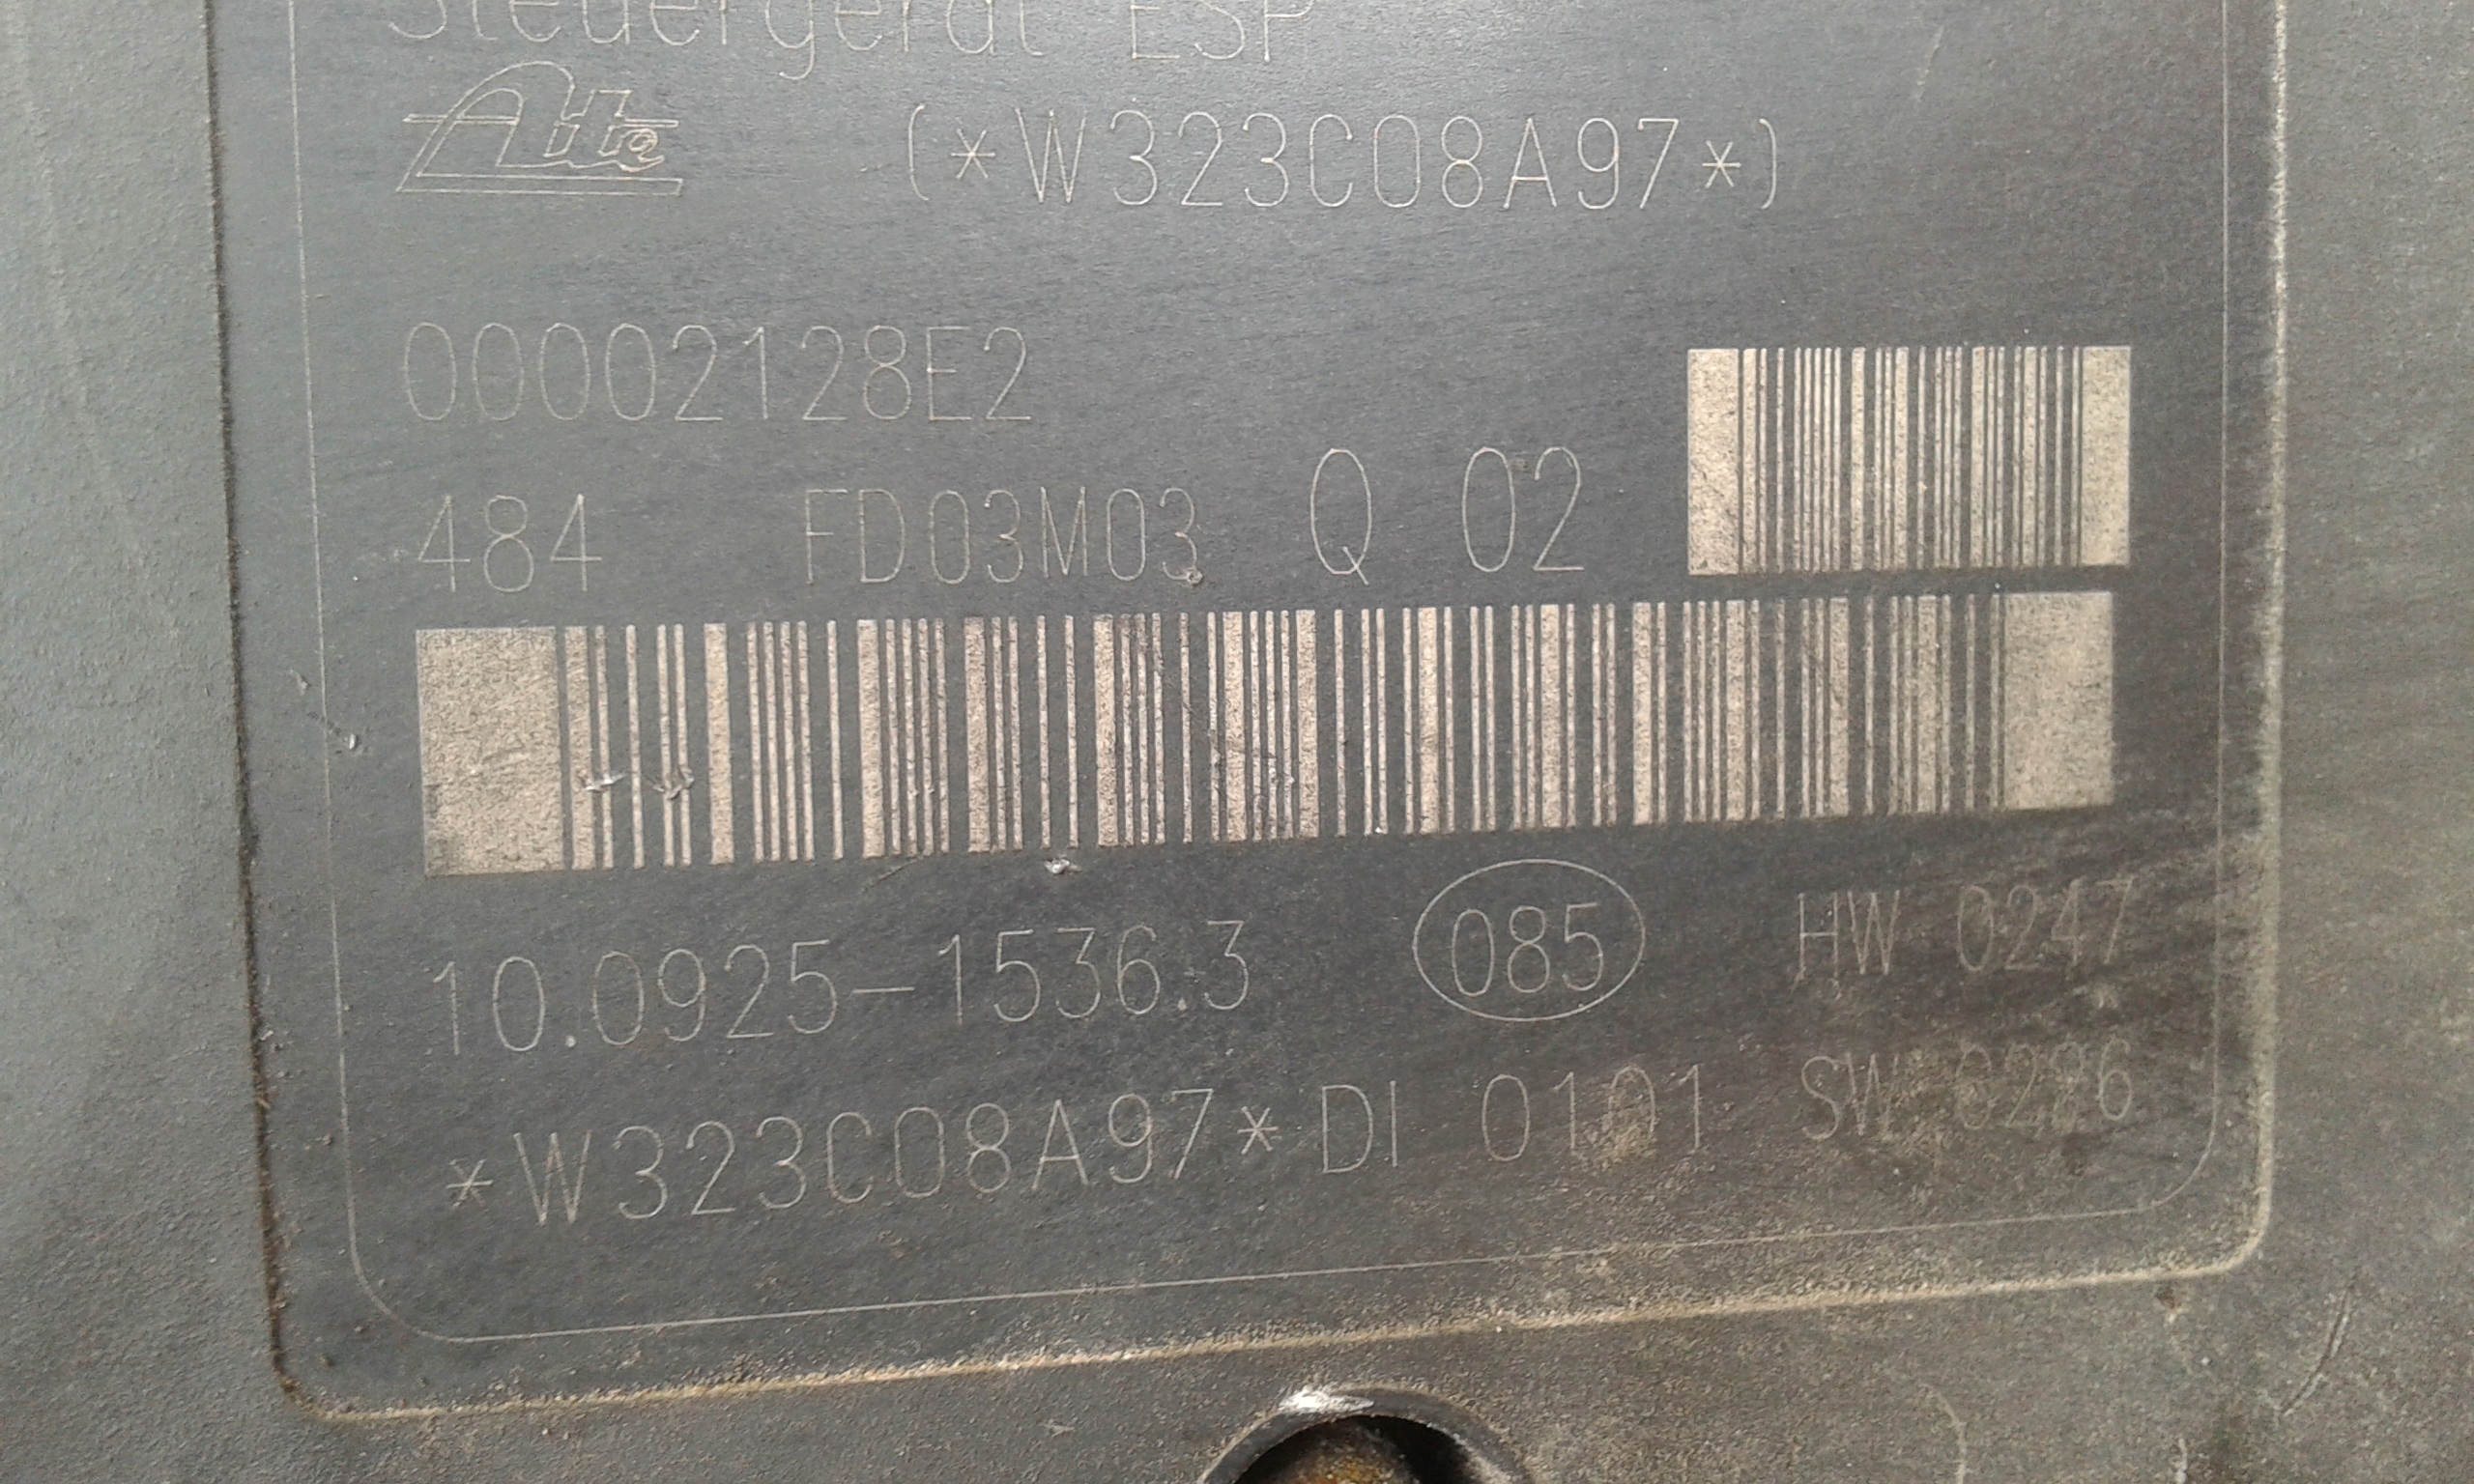 Steuergerät ESP
Ate (*W323C08A97*)
00002128E2
484 FD03M03 Q 02
10.0925-1536.3 085 HW 0247
*W323C08A97* DI 0101 SW